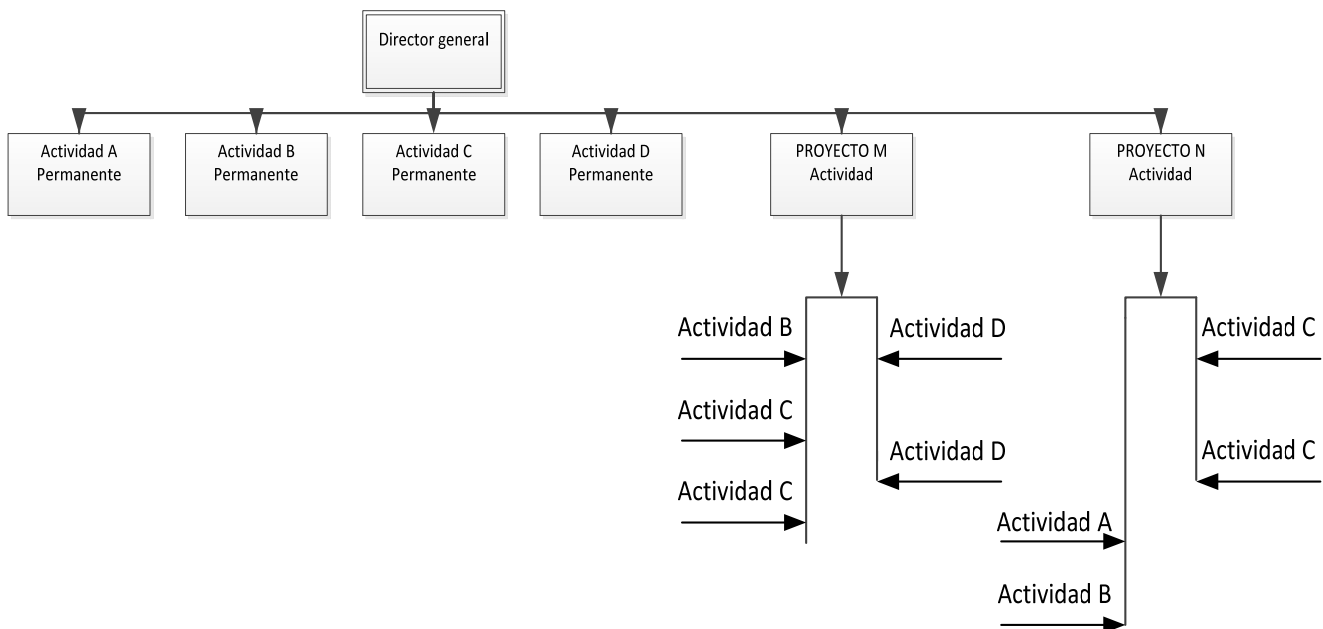 Director general
Actividad A
Permanente
Actividad B
Permanente
Actividad C
Permanente
Actividad D
Permanente
PROYECTO M
Actividad
PROYECTO N
Actividad
Actividad B
Actividad D
Actividad C
Actividad C
Actividad D
Actividad C
Actividad C
Actividad A
Actividad B